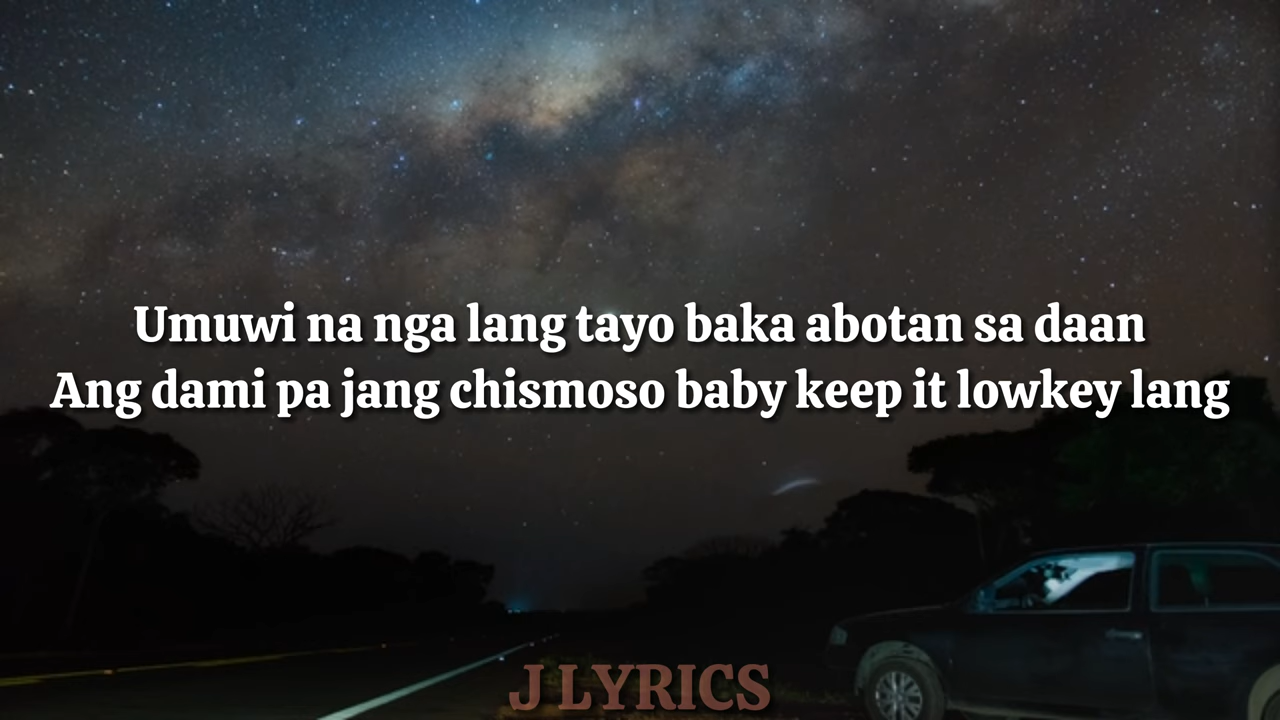 Umuwi na nga lang tayo baka abotan sa daan
Ang dami pa jang chismoso baby keep it lowkey lang
J LYRICS